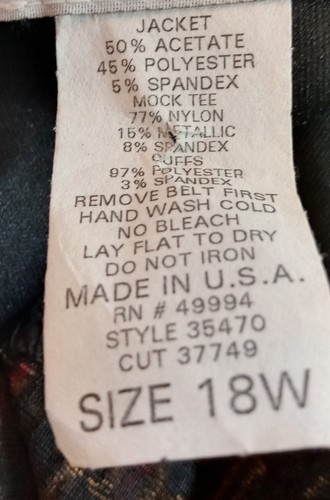 JACKET
50% ACETATE
45% POLYESTER
5% SPANDEX
MOCK TEE
77% NYLON
15% METALLIC
8% SPANDEX
CUFFS
97% POLYESTER
3% SPANDEX
REMOVE BELT FIRST
HAND WASH COLD
NO BLEACH
LAY FLAT TO DRY
DO NOT IRON
MADE IN U.S.A.
RN # 49994
STYLE 35470
CUT 37749
SIZE 18W